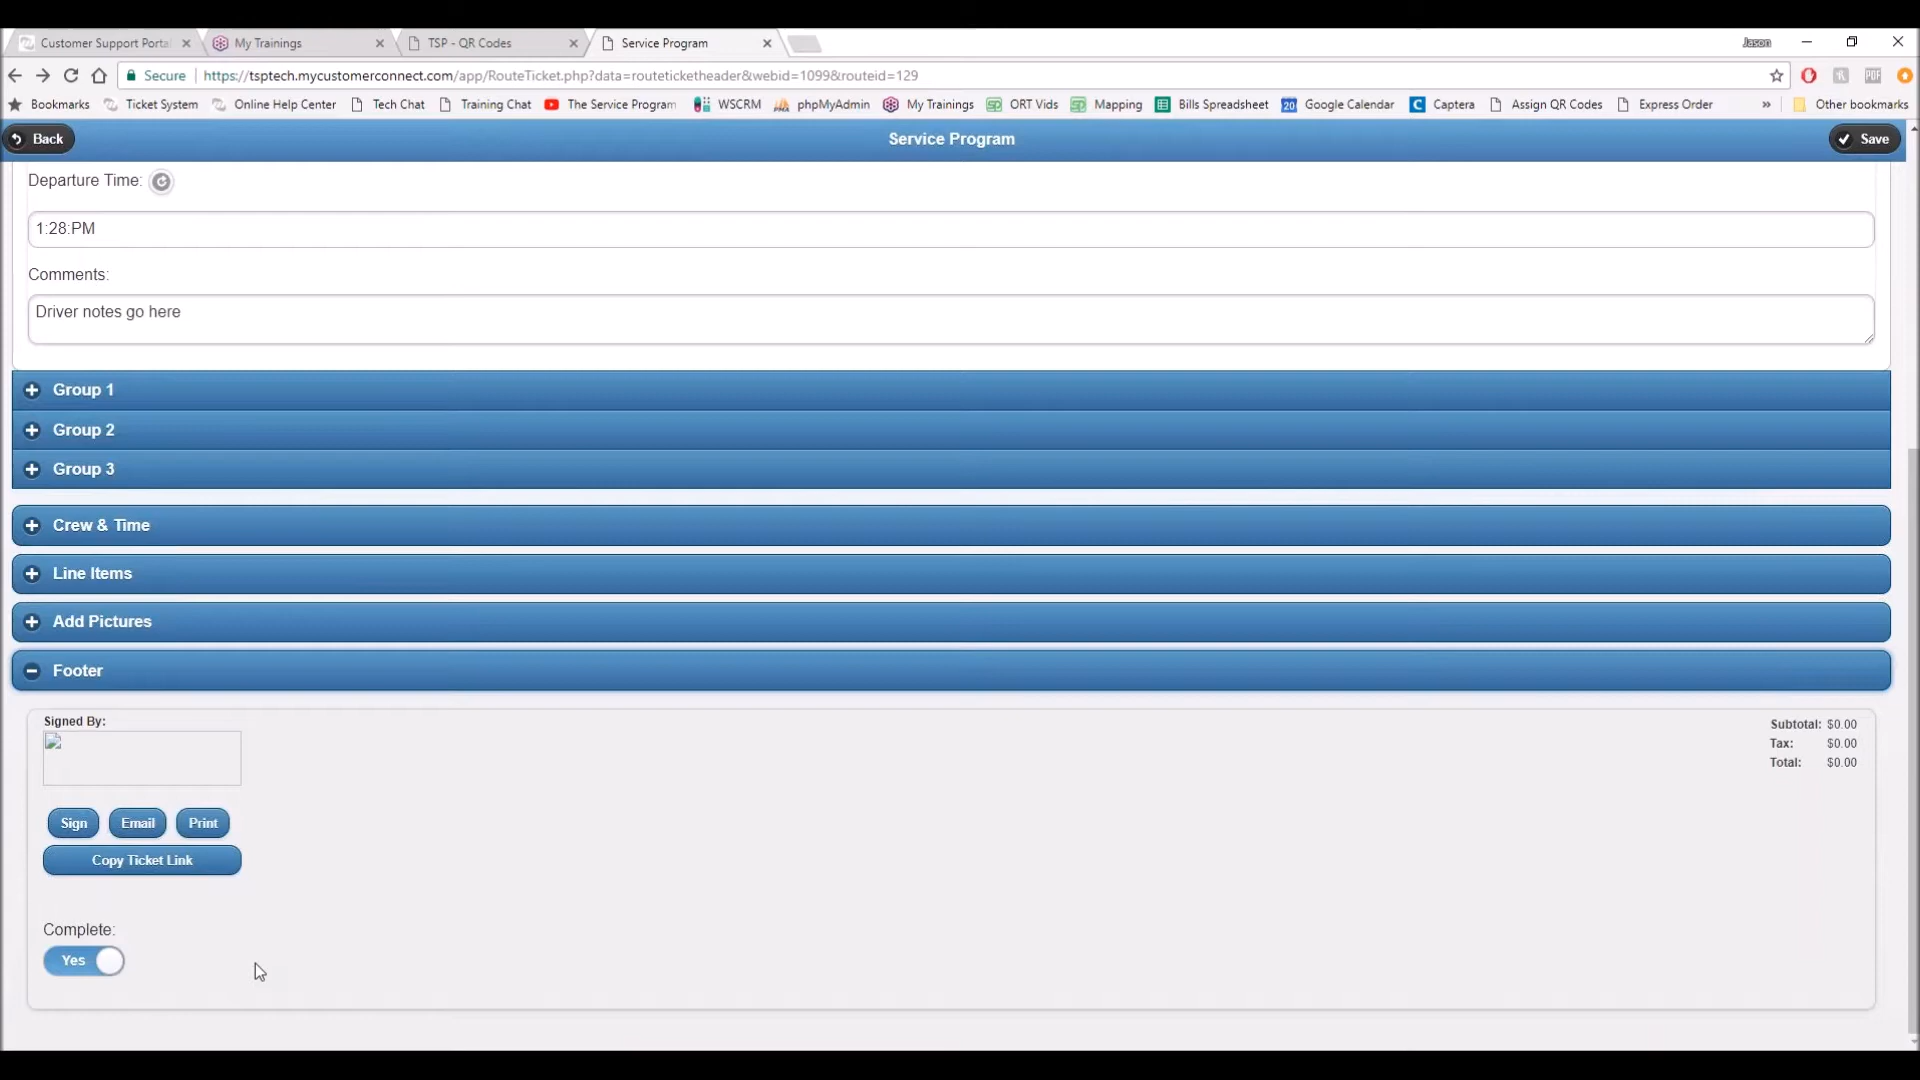 Customer Support Porta
My Trainings
TSP - QR Codes
Service Program
Jason
Secure
https://tsptech.mycustomerconnect.com/app/RouteTicket.php?data=routeticketheader&webid=1099&routeid=129
Bookmarks
Ticket System
Online Help Center
Tech Chat
Training Chat
The Service Program
WSCRM
phpMyAdmin
My Trainings
ORT Vids
Mapping
Bills Spreadsheet
20 Google Calendar
C Captera
Assign QR Codes
Express Order
»
Other bookmarks
Back
Service Program
Save
Departure Time:
1:28:PM
Comments:
Driver notes go here
Group 1
Group 2
Group 3
Crew & Time
Line Items
Add Pictures
Footer
Signed By:
Subtotal: $0.00
Tax: $0.00
Total: $0.00
Sign
Email
Print
Copy Ticket Link
Complete:
Yes